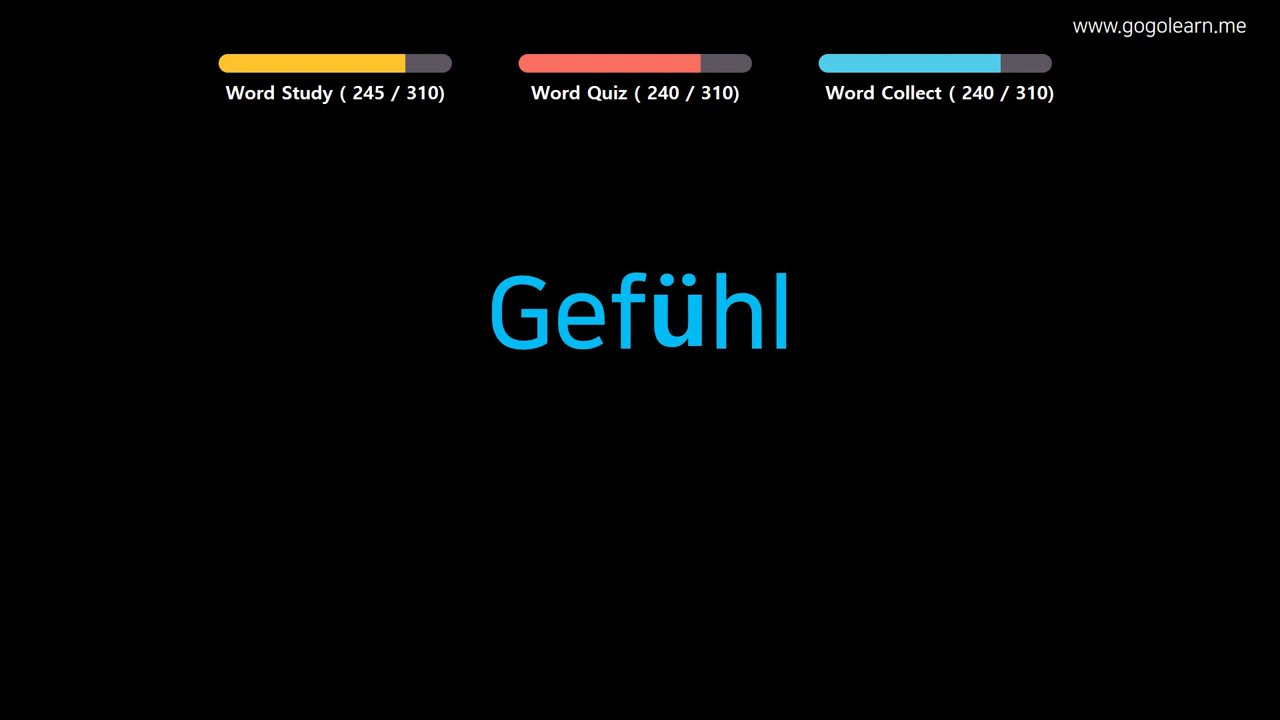 www.gogolearn.me
Word Study ( 245 / 310)
Word Quiz ( 240 / 310)
Word Collect ( 240 / 310)
Gefühl